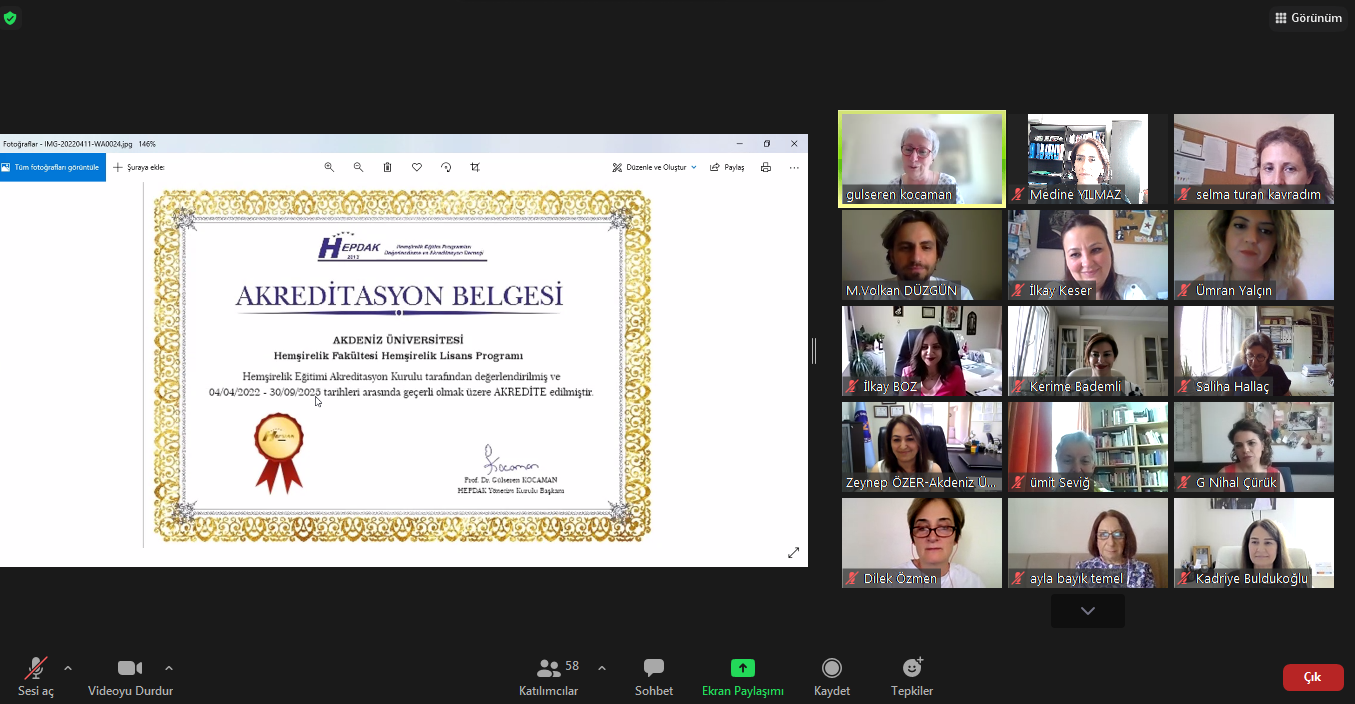 Görünüm
Fotoğraflar - IMG-20220411-WA0024.jpg 146%
Tüm fotoğrafları görüntüle
Şuraya ekle:
Düzenle ve Oluştur
Paylaş
HEPDAK
2013
Hemşirelik Eğitim Programları
Değerlendirme ve Akreditasyon Derneği
AKREDİTASYON BELGESİ
AKDENİZ ÜNİVERSİTESİ
Hemşirelik Fakültesi Hemşirelik Lisans Programı
Hemşirelik Eğitimi Akreditasyon Kurulu tarafından değerlendirilmiş ve
04/04/2022 - 30/09/2025 tarihleri arasında geçerli olmak üzere AKREDİTE edilmiştir.
HEPDAK
Kocaman
Prof. Dr. Gülseren KOCAMAN
HEPDAK Yönetim Kurulu Başkanı
gulseren kocaman
Medine YILMAZ
selma turan kavradım
M.Volkan DÜZGÜN
İlkay Keser
Ümran Yalçın
İlkay BOZ
Kerime Bademli
Saliha Hallaç
Zeynep ÖZER-Akdeniz Ü...
ümit Seviğ
G Nihal Çürük
Dilek Özmen
ayla bayık temel
Kadriye Buldukoğlu
Sesi aç
Videoyu Durdur
58
Katılımcılar
Sohbet
Ekran Paylaşımı
Kaydet
Tepkiler
Çık